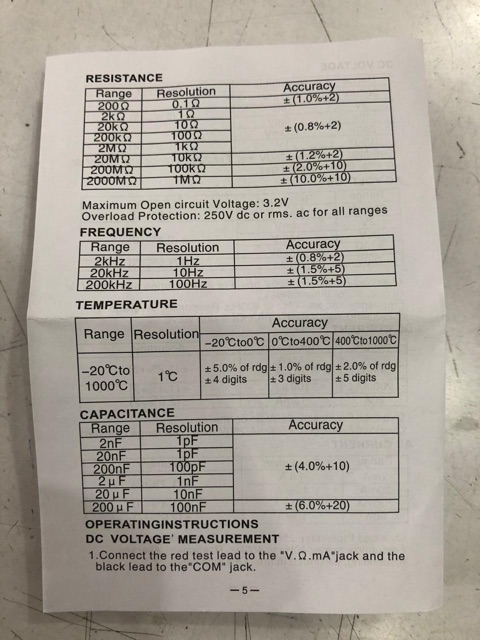 RESISTANCE
Range Resolution Accuracy
200Ω 0.1Ω ±(1.0%+2)
2kΩ 1Ω
20kΩ 10Ω ±(0.8%+2)
200kΩ 100Ω
2MΩ 1kΩ
20MΩ 10kΩ ±(1.2%+2)
200MΩ 100kΩ ±(2.0%+10)
2000MΩ 1MΩ ±(10.0%+10)
Maximum Open circuit Voltage: 3.2V
Overload Protection: 250V dc or rms. ac for all ranges
FREQUENCY
Range Resolution Accuracy
2kHz 1Hz ±(0.8%+2)
20kHz 10Hz ±(1.5%+5)
200kHz 100Hz ±(1.5%+5)
TEMPERATURE
Range Resolution Accuracy
−20℃to0℃ 0℃to400℃ 400℃to1000℃
−20℃to 1℃ ±5.0% of rdg ±1.0% of rdg ±2.0% of rdg
1000℃ ±4 digits ±3 digits ±5 digits
CAPACITANCE
Range Resolution Accuracy
2nF 1pF
20nF 1pF
200nF 100pF ±(4.0%+10)
2μF 1nF
20μF 10nF
200μF 100nF ±(6.0%+20)
OPERATINGINSTRUCTIONS
DC VOLTAGE' MEASUREMENT
1.Connect the red test lead to the "V.Ω.mA"jack and the
black lead to the"COM" jack.
—5—